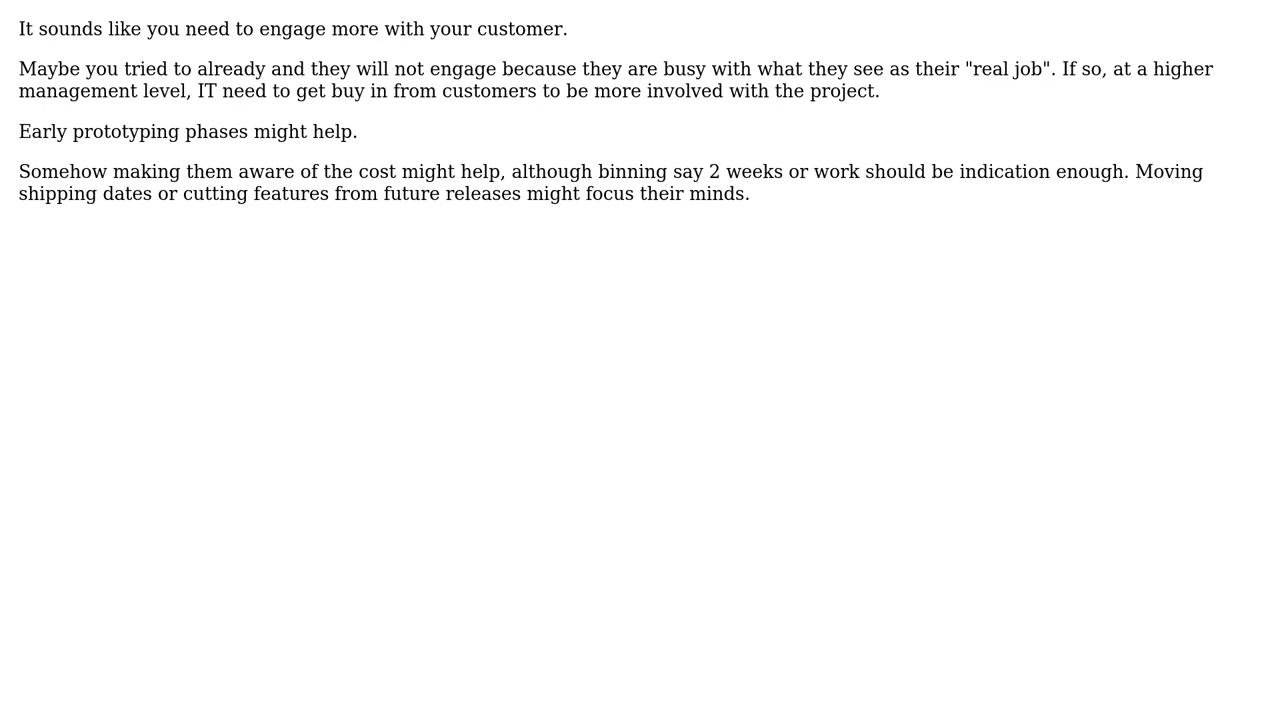 It sounds like you need to engage more with your customer.
Maybe you tried to already and they will not engage because they are busy with what they see as their "real job". If so, at a higher
management level, IT need to get buy in from customers to be more involved with the project.
Early prototyping phases might help.
Somehow making them aware of the cost might help, although binning say 2 weeks or work should be indication enough. Moving
shipping dates or cutting features from future releases might focus their minds.